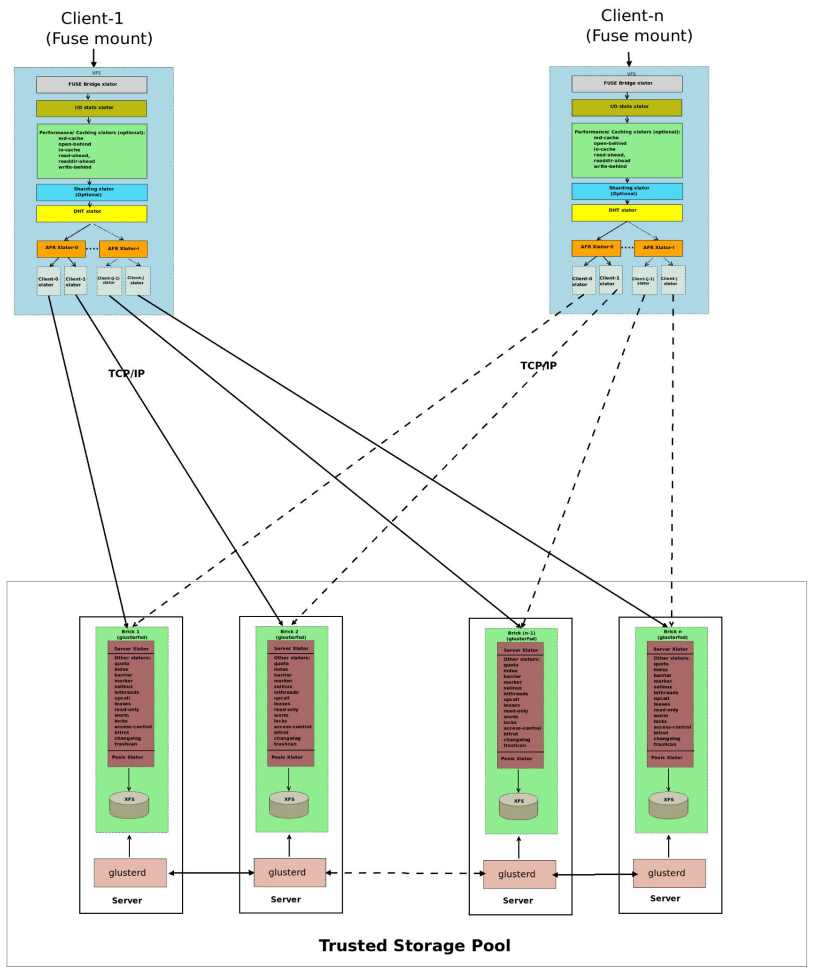 Client-1
(Fuse mount)
VFS
FUSE Bridge xlator
I/O stats xlator
Performance/ Caching xlators (optional):
md-cache
open-behind
io-cache
read-ahead,
readdir-ahead
write-behind
Sharding xlator
(Optional)
DHT xlator
AFR Xlator-0
AFR Xlator-i
Client-0
xlator
Client-1
xlator
Client-(j-1)
xlator
Client-j
xlator
TCP/IP
Client-n
(Fuse mount)
VFS
FUSE Bridge xlator
I/O stats xlator
Performance/ Caching xlators (optional):
md-cache
open-behind
io-cache
read-ahead,
readdir-ahead
write-behind
Sharding xlator
(Optional)
DHT xlator
AFR Xlator-0
AFR Xlator-i
Client-0
xlator
Client-1
xlator
Client-(j-1)
xlator
Client-j
xlator
TCP/IP
Brick 1
(glusterfsd)
Server Xlator
Other xlators:
quota
index
barrier
marker
selinux
iothreads
upcall
leases
read-only
worm
locks
access-control
bitrot
changelog
trashcan
Posix Xlator
XFS
glusterd
Server
Brick 2
(glusterfsd)
Server Xlator
Other xlators:
quota
index
barrier
marker
selinux
iothreads
upcall
leases
read-only
worm
locks
access-control
bitrot
changelog
trashcan
Posix Xlator
XFS
glusterd
Server
Brick (n-1)
(glusterfsd)
Server Xlator
Other xlators:
quota
index
barrier
marker
selinux
iothreads
upcall
leases
read-only
worm
locks
access-control
bitrot
changelog
trashcan
Posix Xlator
XFS
glusterd
Server
Brick n
(glusterfsd)
Server Xlator
Other xlators:
quota
index
barrier
marker
selinux
iothreads
upcall
leases
read-only
worm
locks
access-control
bitrot
changelog
trashcan
Posix Xlator
XFS
glusterd
Server
Trusted Storage Pool